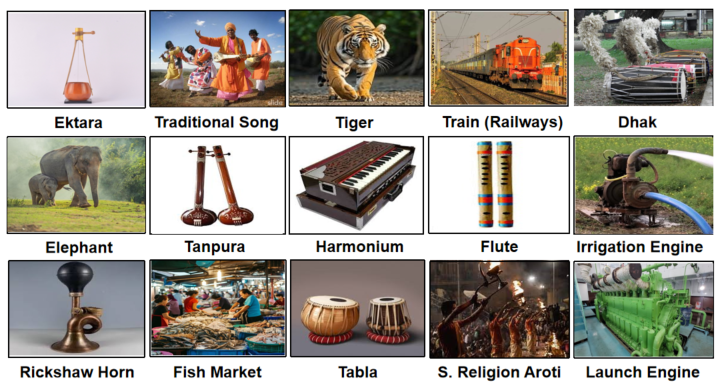 Ektara
Traditional Song
Tiger
Train (Railways)
Dhak
Elephant
Tanpura
Harmonium
Flute
Irrigation Engine
Rickshaw Horn
Fish Market
Tabla
S. Religion Aroti
Launch Engine